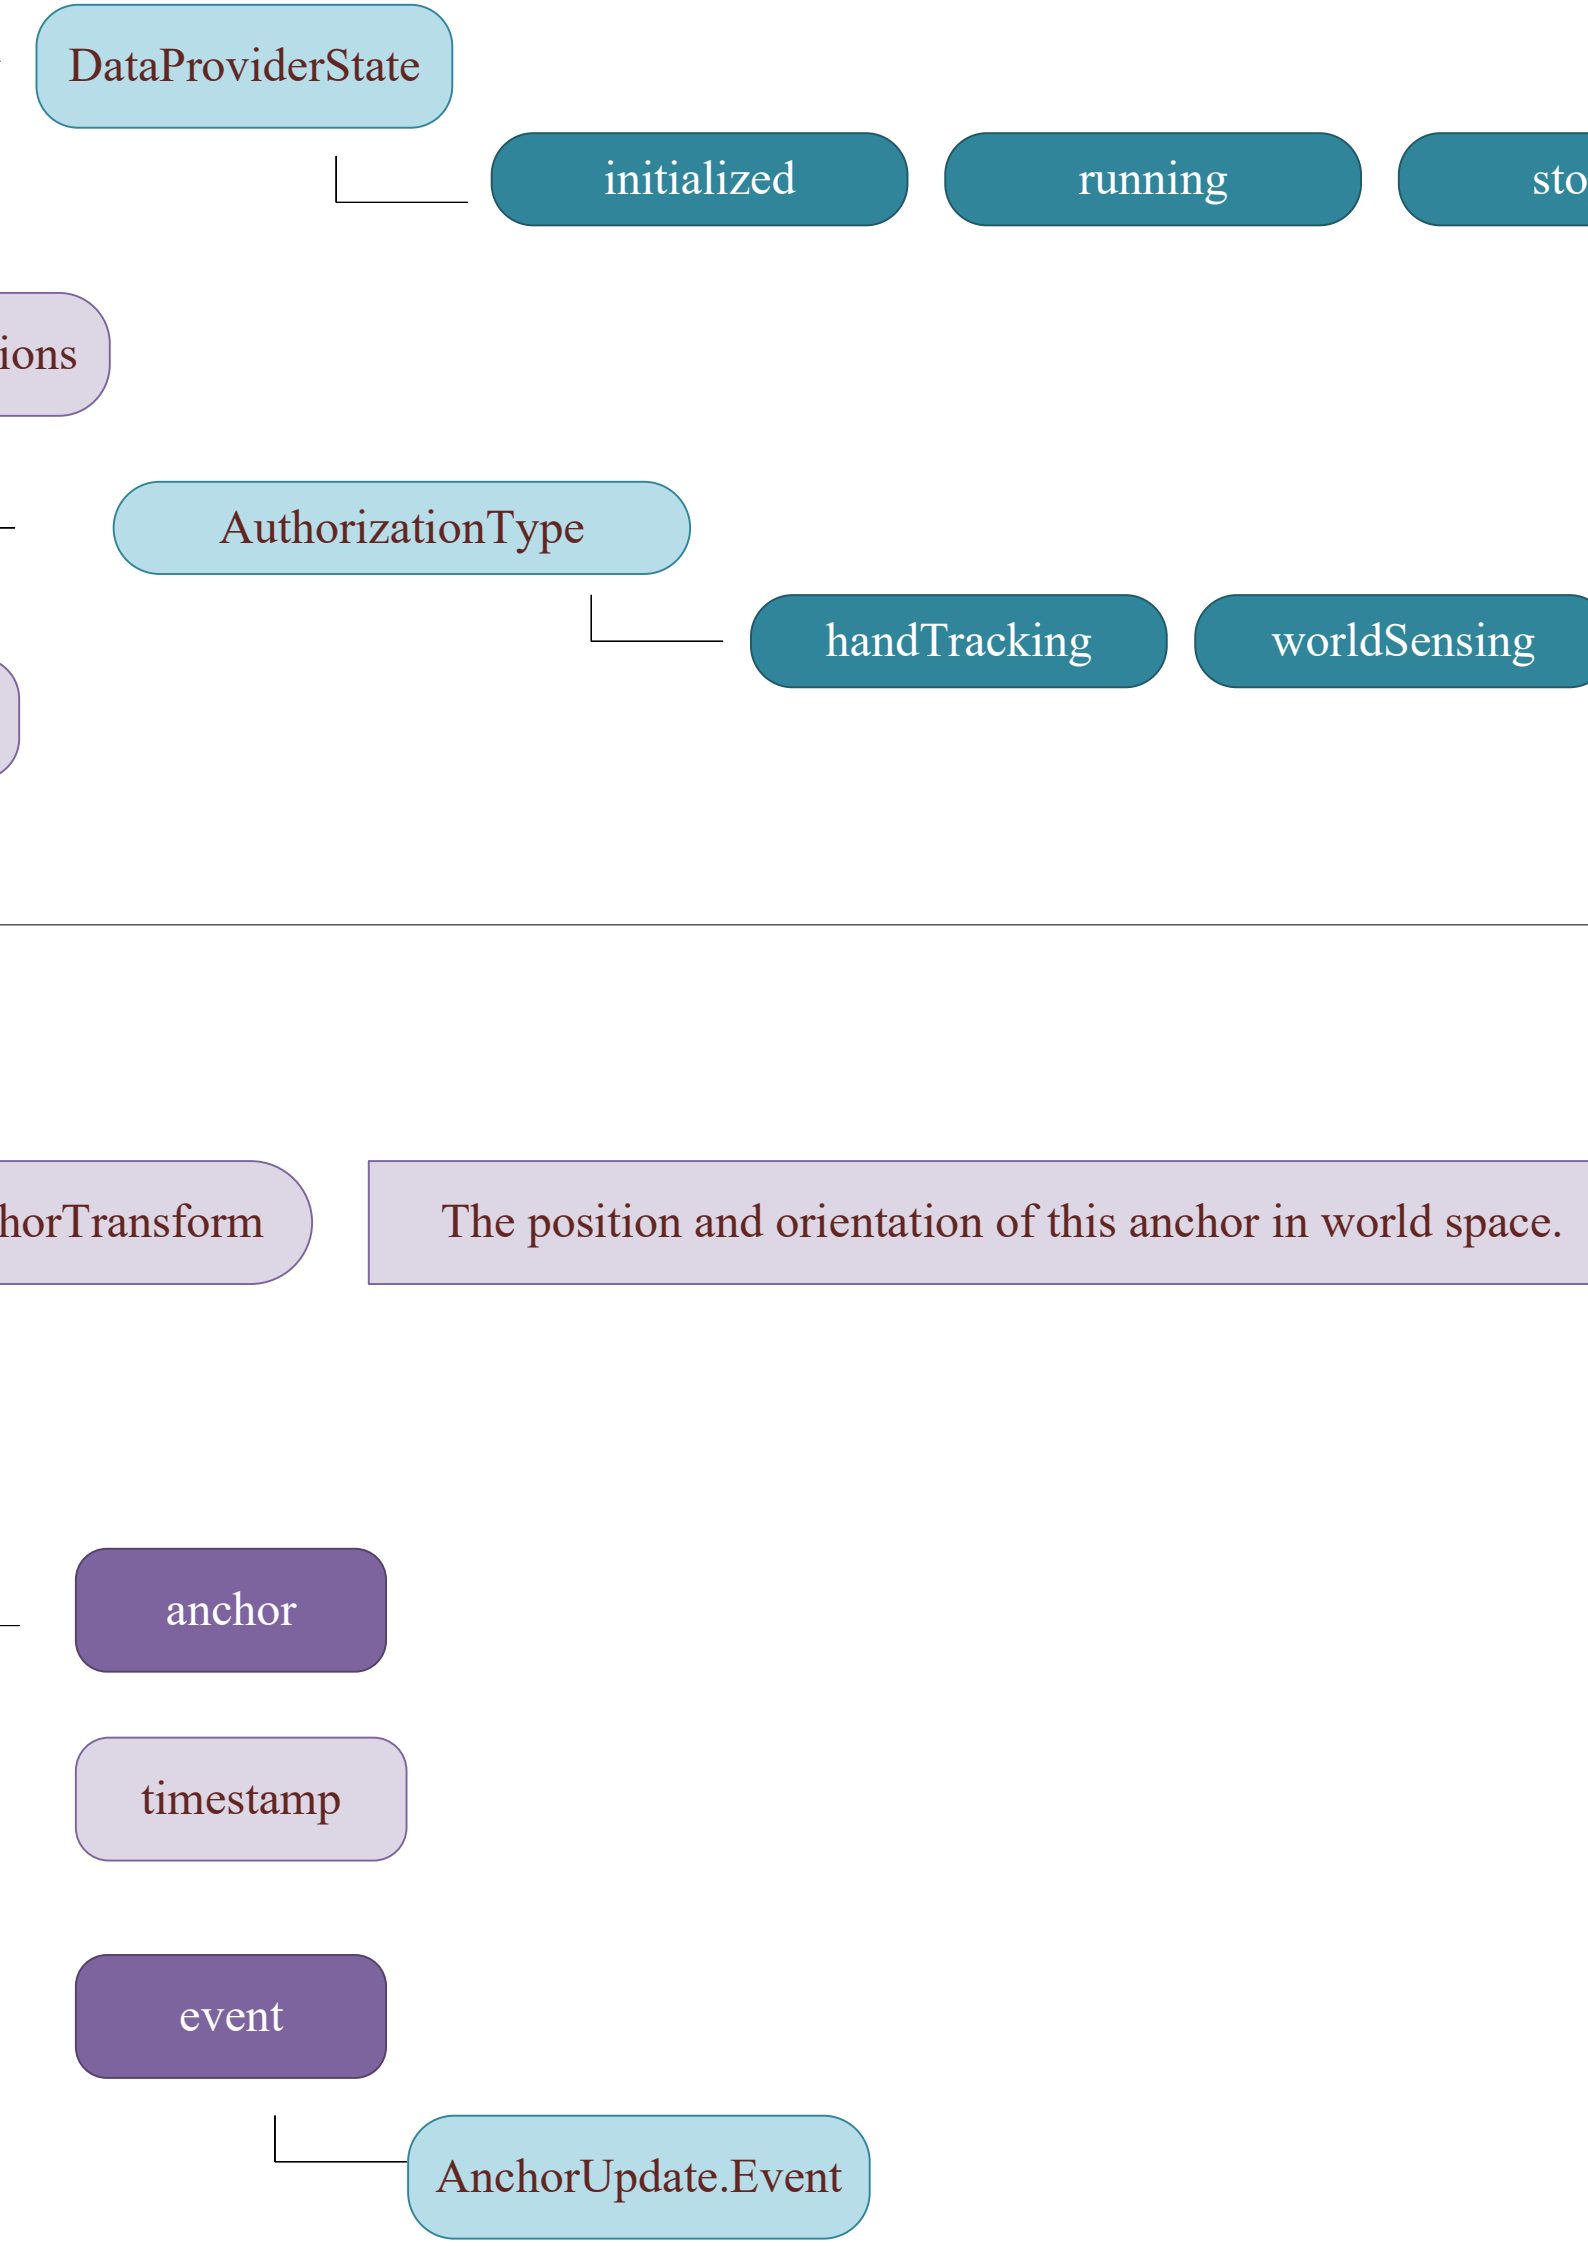 DataProviderState
initialized
running
sto
ions
AuthorizationType
handTracking
worldSensing
horTransform
The position and orientation of this anchor in world space.
anchor
timestamp
event
AnchorUpdate.Event